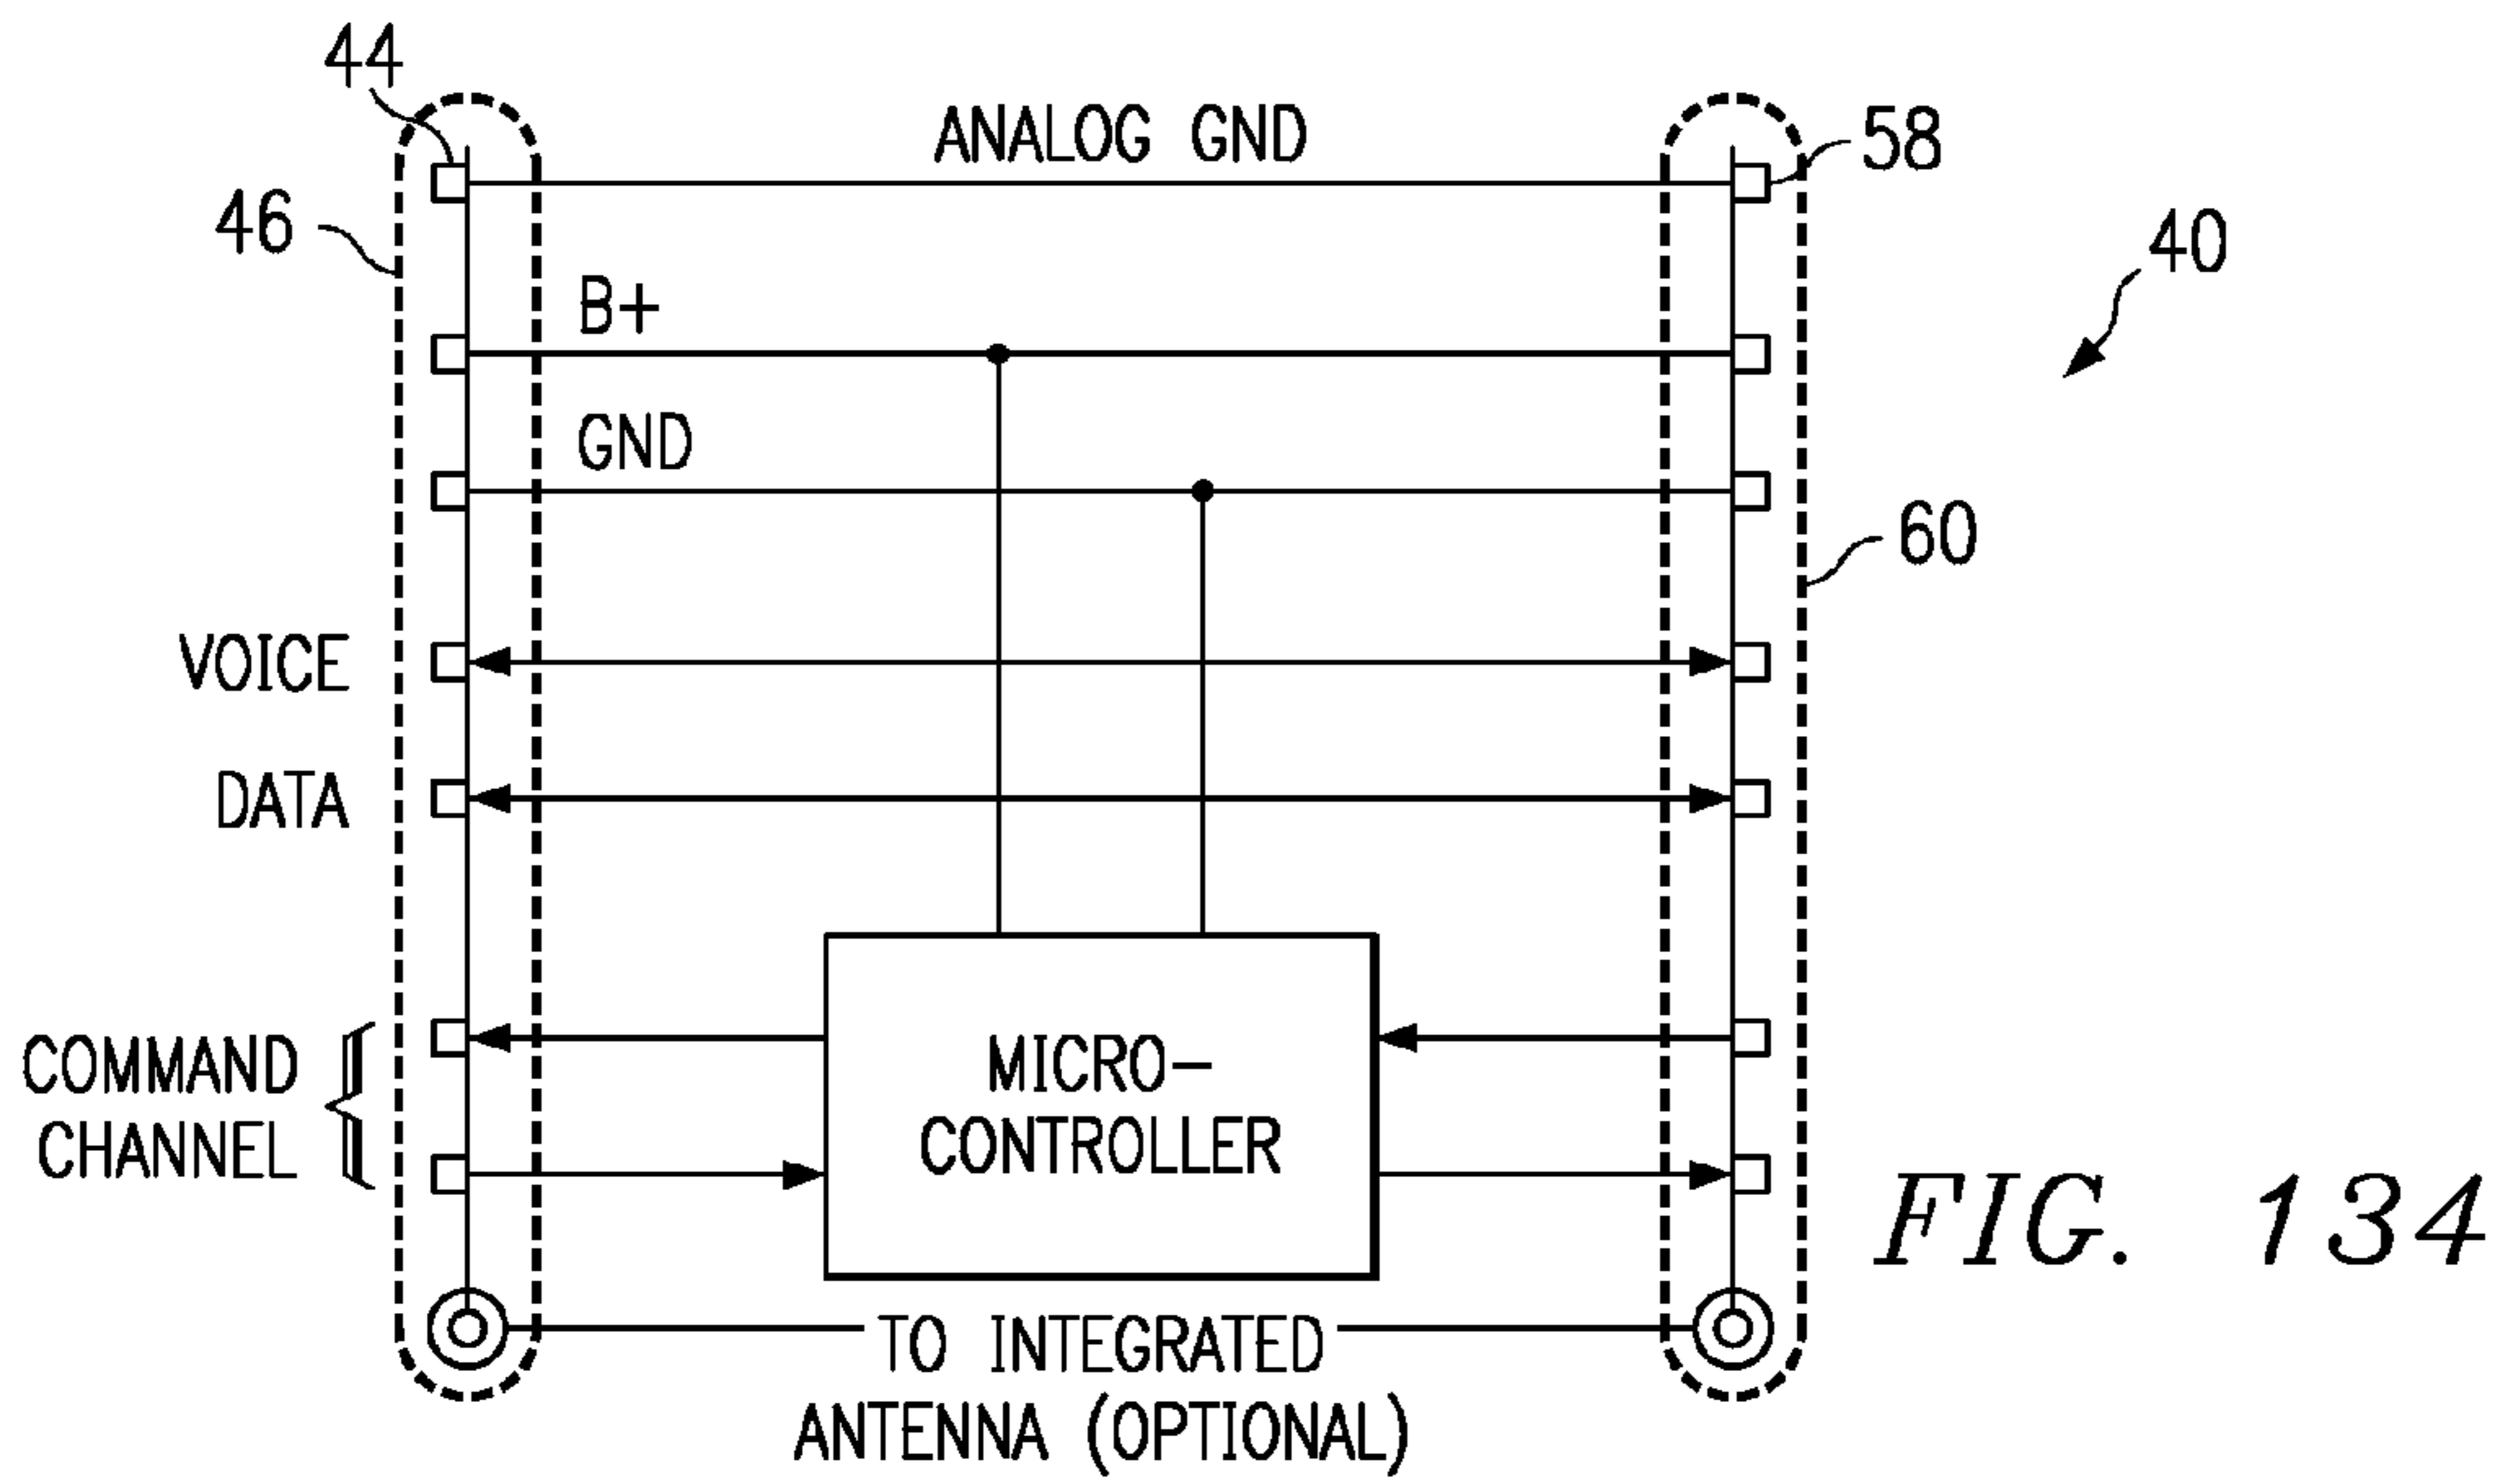 44
ANALOG GND
58
46
40
B+
GND
60
VOICE
DATA
COMMAND
CHANNEL
MICRO-
CONTROLLER
FIG. 134
TO INTEGRATED
ANTENNA (OPTIONAL)